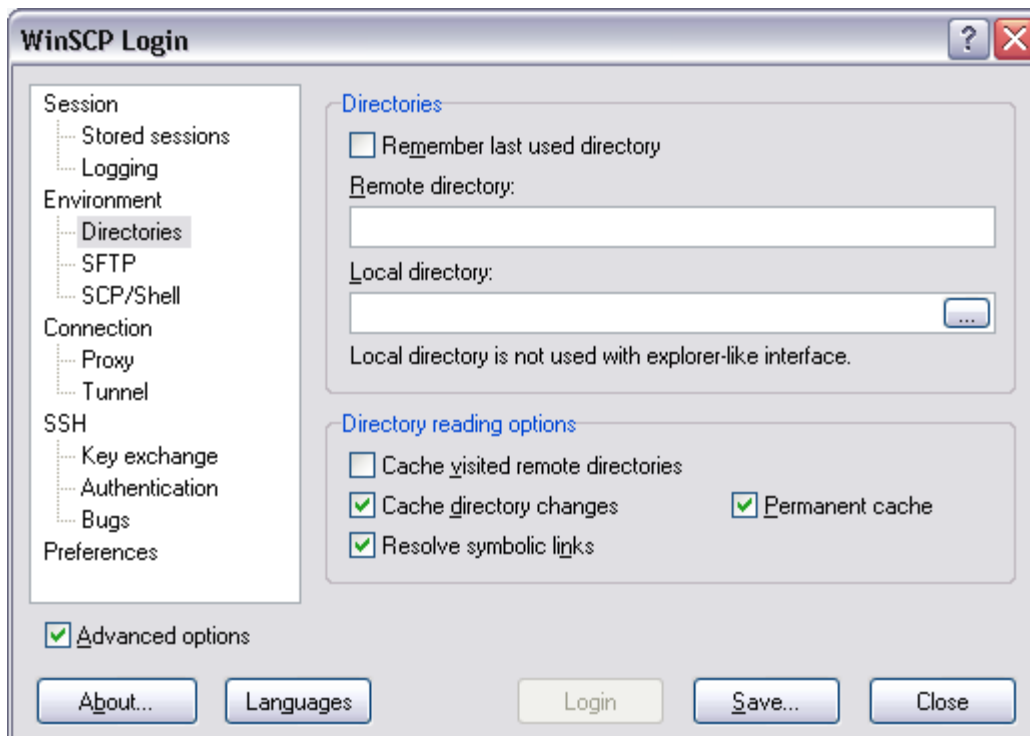 WinSCP Login
Session
Stored sessions
Logging
Environment
Directories
SFTP
SCP/Shell
Connection
Proxy
Tunnel
SSH
Key exchange
Authentication
Bugs
Preferences
Advanced options
Directories
Remember last used directory
Remote directory:
Local directory:
...
Local directory is not used with explorer-like interface.
Directory reading options
Cache visited remote directories
Cache directory changes Permanent cache
Resolve symbolic links
About... Languages Login Save... Close